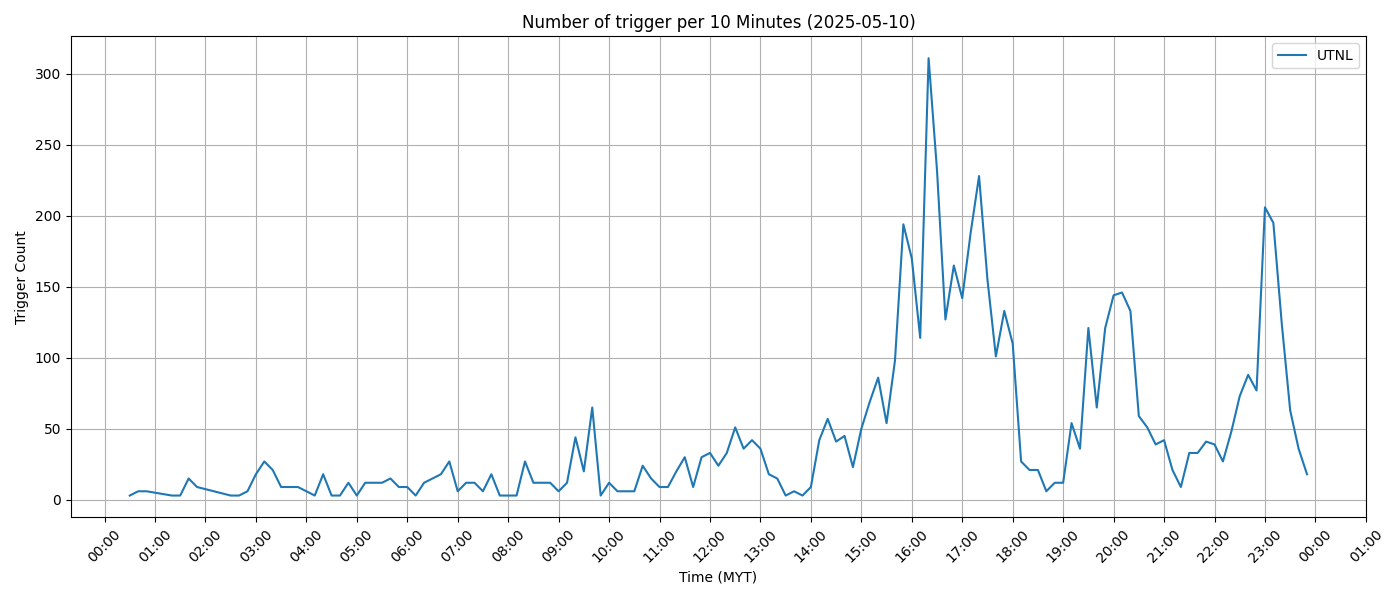 Number of trigger per 10 Minutes (2025-05-10)
UTNL
Trigger Count
300
250
200
150
100
50
0
00:00 01:00 02:00 03:00 04:00 05:00 06:00 07:00 08:00 09:00 10:00 11:00 12:00 13:00 14:00 15:00 16:00 17:00 18:00 19:00 20:00 21:00 22:00 23:00 00:00 01:00
Time (MYT)